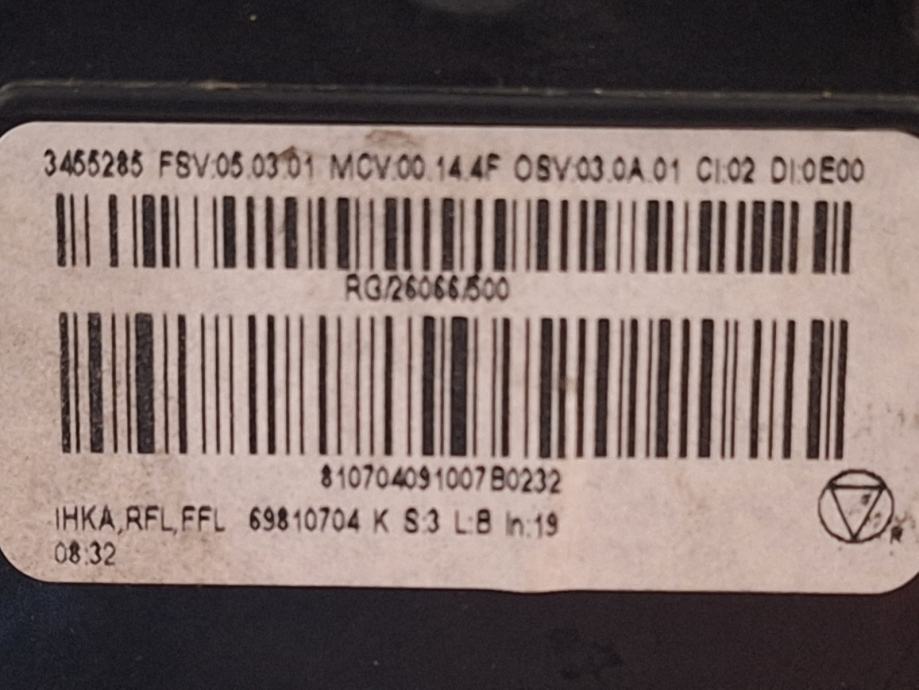 3455285 FSV:05.03.01 MCV:00.14.4F OSV:03.0A.01 CI:02 DI:0E00
RG/26066/500
810704091007B0232
IHKA,RFL,FFL 69810704 K S:3 L:B In:19
08:32
R